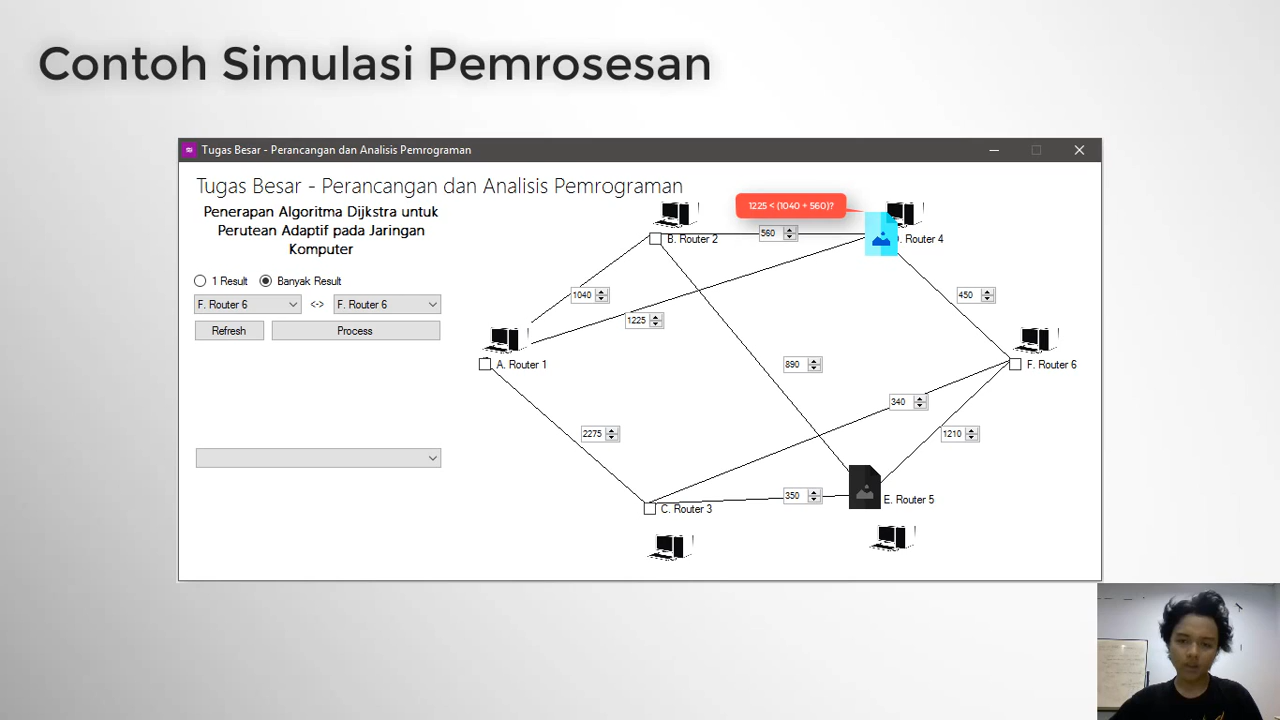 Contoh Simulasi Pemrosesan
Tugas Besar - Perancangan dan Analisis Pemrograman
Tugas Besar - Perancangan dan Analisis Pemrograman
Penerapan Algoritma Dijkstra untuk
Perutean Adaptif pada Jaringan
Komputer
1 Result
Banyak Result
F. Router 6
<->
F. Router 6
Refresh
Process
1225 < (1040 + 560)?
B. Router 2
560
Router 4
1040
450
1225
A. Router 1
890
F. Router 6
340
2275
1210
350
E. Router 5
C. Router 3